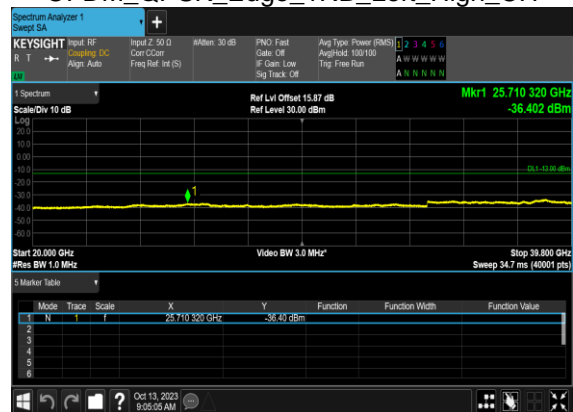 Spectrum Analyzer 1
Swept SA
KEYSIGHT
R T
LU
Input: RF
Coupling: DC
Align: Auto
Input Z: 50 Ω
Corr CCorr
Freq Ref: Int (S)
#Atten: 30 dB
PNO: Fast
Gate: Off
IF Gain: Low
Sig Track: Off
Avg Type: Power (RMS)
Avg|Hold: 100/100
Trig: Free Run
1 2 3 4 5 6
A W W W W W
A N N N N N
1 Spectrum
Scale/Div 10 dB
Ref Lvl Offset 15.87 dB
Ref Level 30.00 dBm
Mkr1 25.710 320 GHz
-36.402 dBm
Log
20.0
10.0
0.00
-10.0
DL1 -13.00 dBm
-20.0
1
-30.0
-40.0
-50.0
-60.0
Start 20.000 GHz
#Res BW 1.0 MHz
Video BW 3.0 MHz*
Stop 39.800 GHz
Sweep 34.7 ms (40001 pts)
5 Marker Table
Mode Trace Scale X Y Function Function Width Function Value
1 N 1 f 25.710 320 GHz -36.40 dBm
2
3
4
5
6
?
Oct 13, 2023
9:05:05 AM